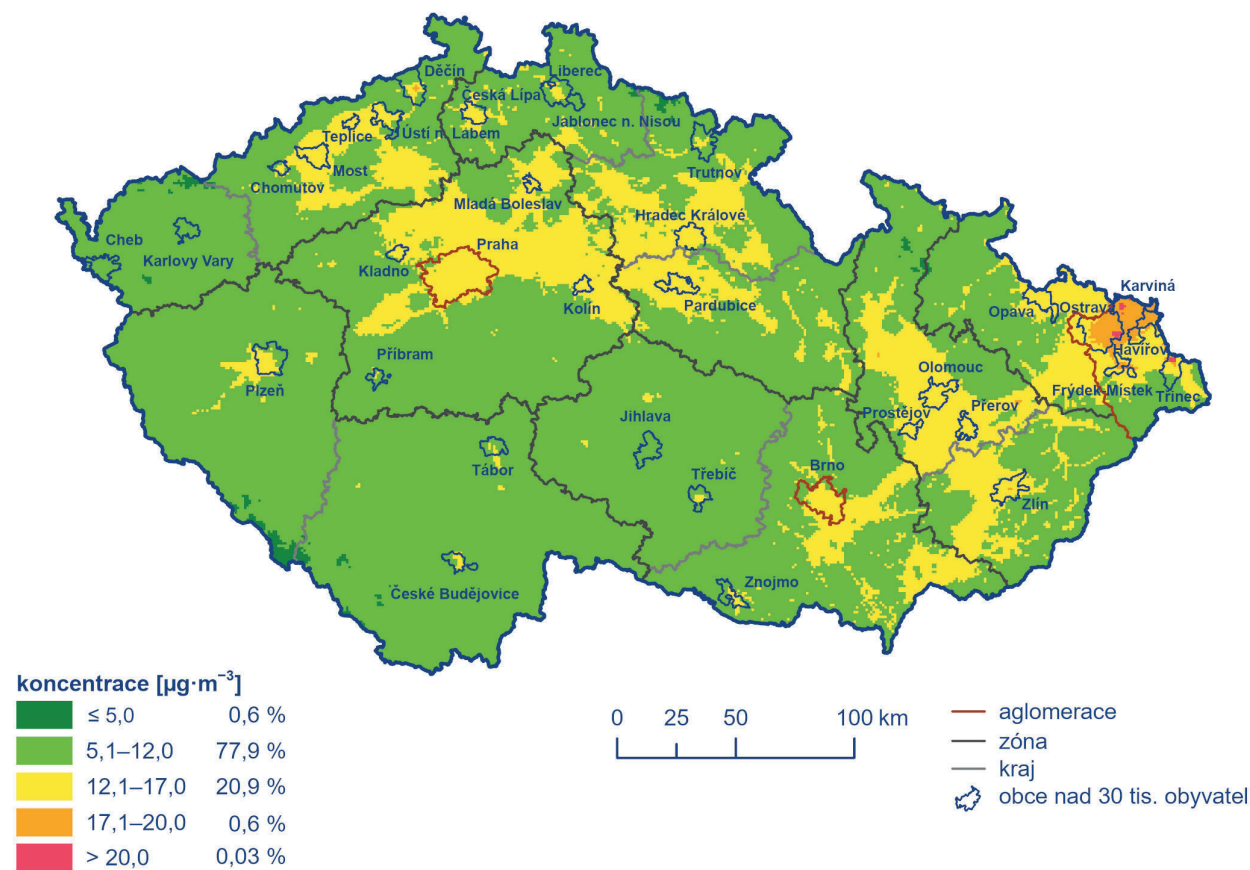 Děčín
Liberec
Česká Lípa
Jablonec n. Nisou
Teplice
Ústí n. Labem
Most
Chomutov
Trutnov
Mladá Boleslav
Hradec Králové
Cheb
Karlovy Vary
Praha
Kladno
Kolín
Pardubice
Karviná
Opava
Ostrava
Havířov
Příbram
Plzeň
Olomouc
Frýdek-Místek
Třinec
Prostějov
Přerov
Jihlava
Tábor
Třebíč
Brno
Zlín
České Budějovice
Znojmo
koncentrace [µg·m⁻³]
≤ 5,0 0,6 %
5,1–12,0 77,9 %
12,1–17,0 20,9 %
17,1–20,0 0,6 %
> 20,0 0,03 %
0 25 50 100 km
aglomerace
zóna
kraj
obce nad 30 tis. obyvatel